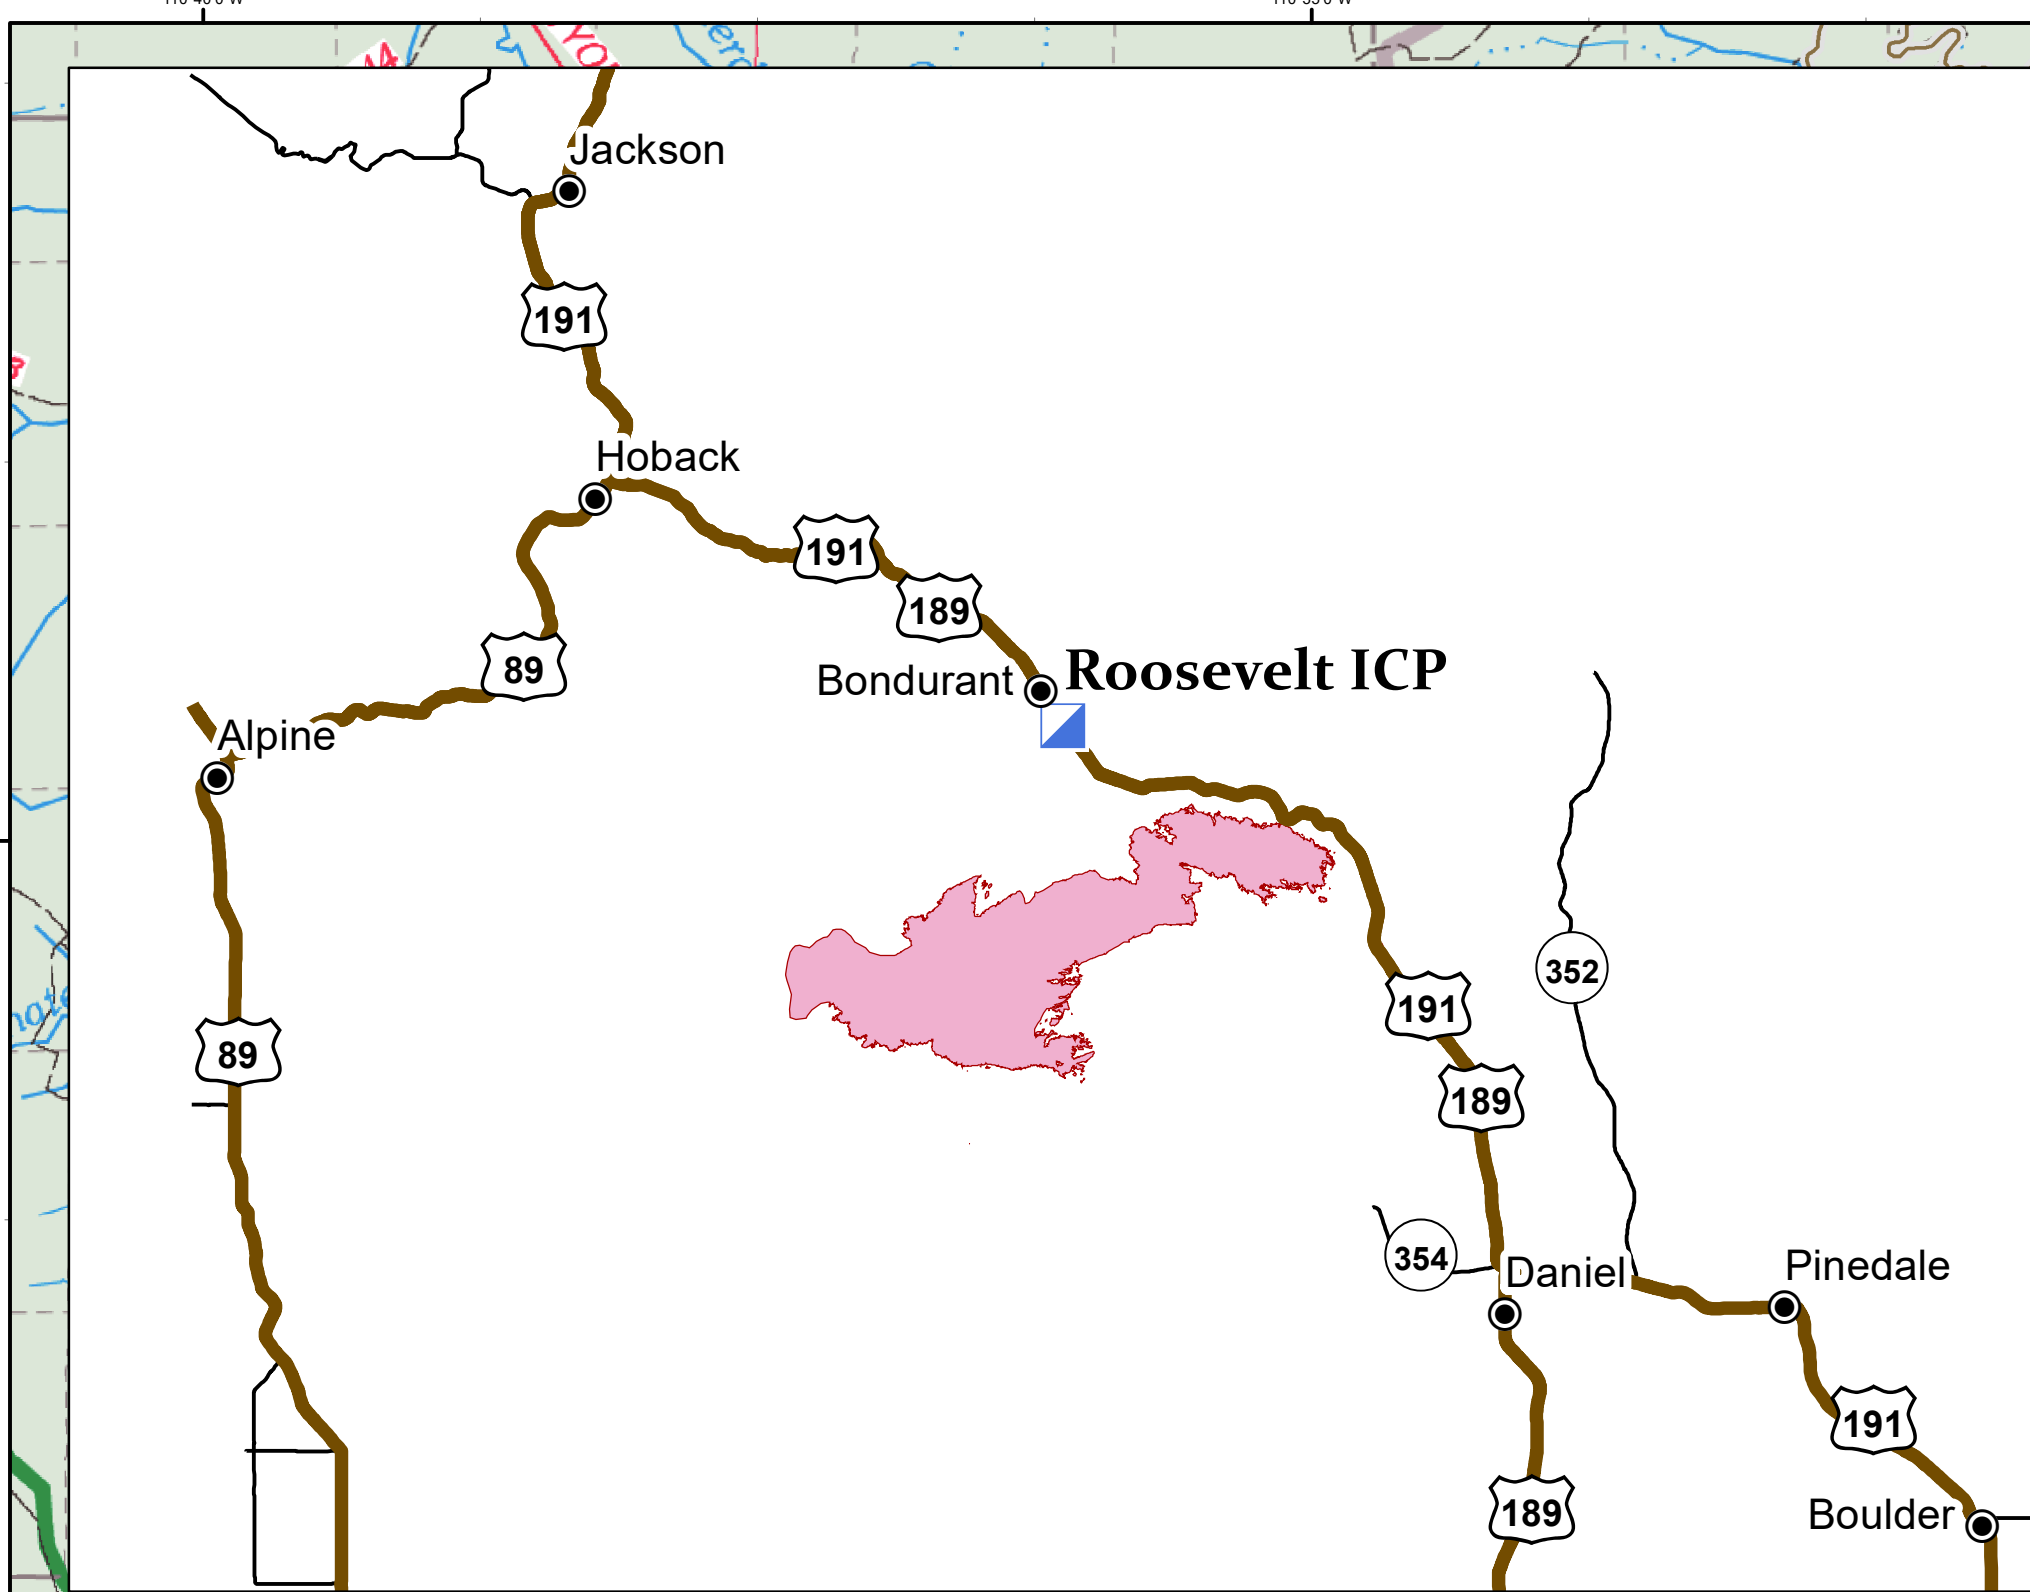 Jackson
191
Hoback
191
189
89
Bondurant
Roosevelt ICP
Alpine
352
191
89
189
354
Daniel
Pinedale
191
189
Boulder